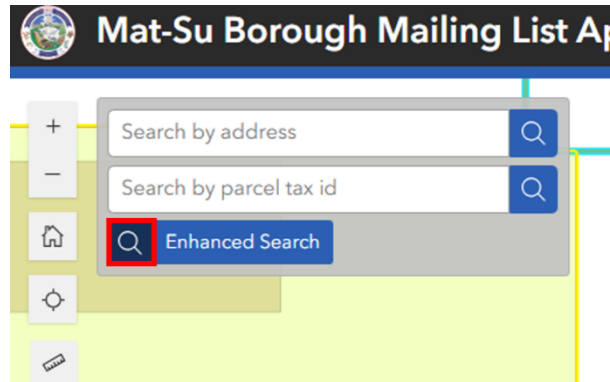 Mat-Su Borough Mailing List Ap
Search by address
Search by parcel tax id
Enhanced Search